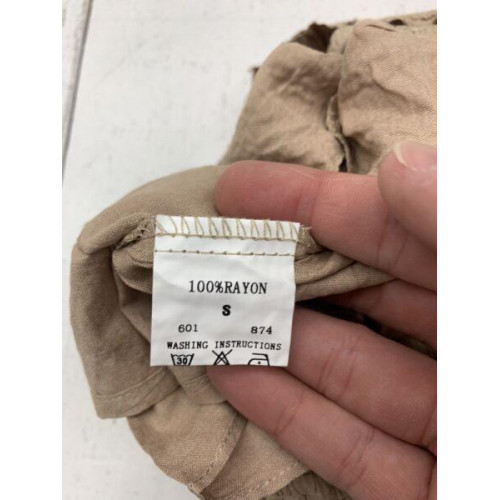 100%RAYON
S
601 874
WASHING INSTRUCTIONS
30